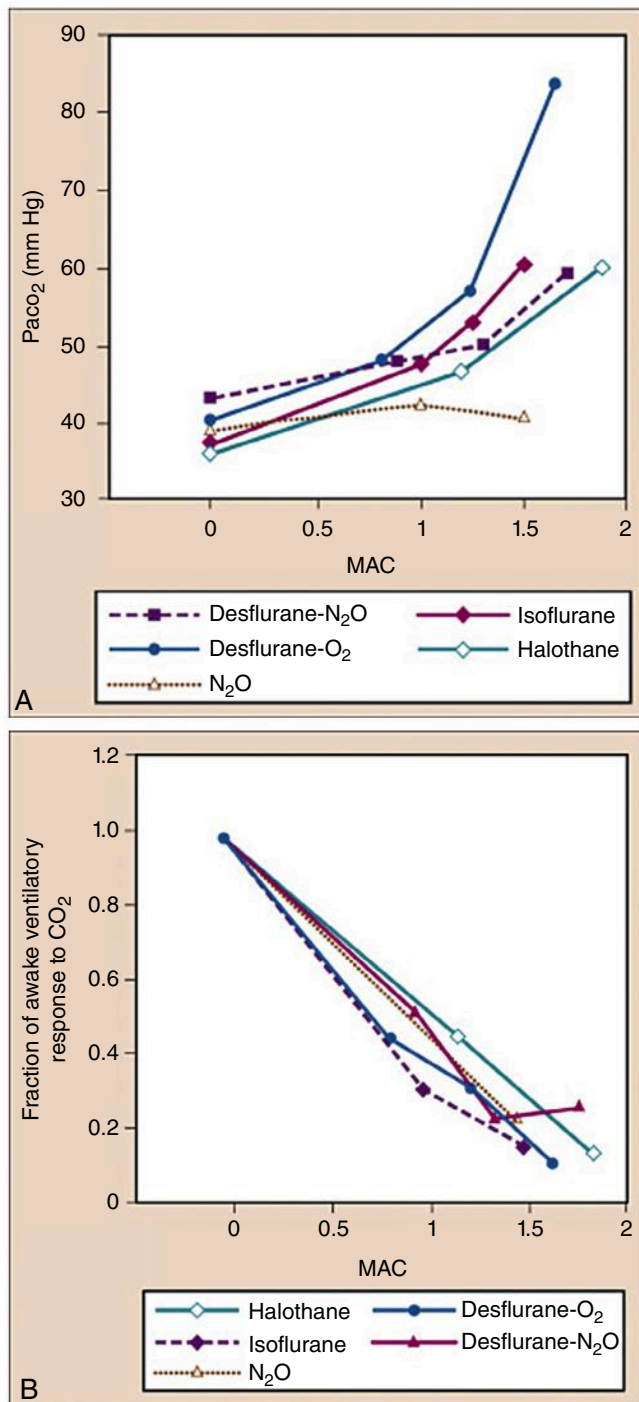 90
80
70
60
50
40
30
Paco₂ (mm Hg)
0 0.5 1 1.5 2
MAC
Desflurane-N₂O Isoflurane
Desflurane-O₂ Halothane
N₂O
A
1.2
1.0
0.8
0.6
0.4
0.2
0
Fraction of awake ventilatory
response to CO₂
0 0.5 1 1.5 2
MAC
Halothane Desflurane-O₂
Isoflurane Desflurane-N₂O
N₂O
B